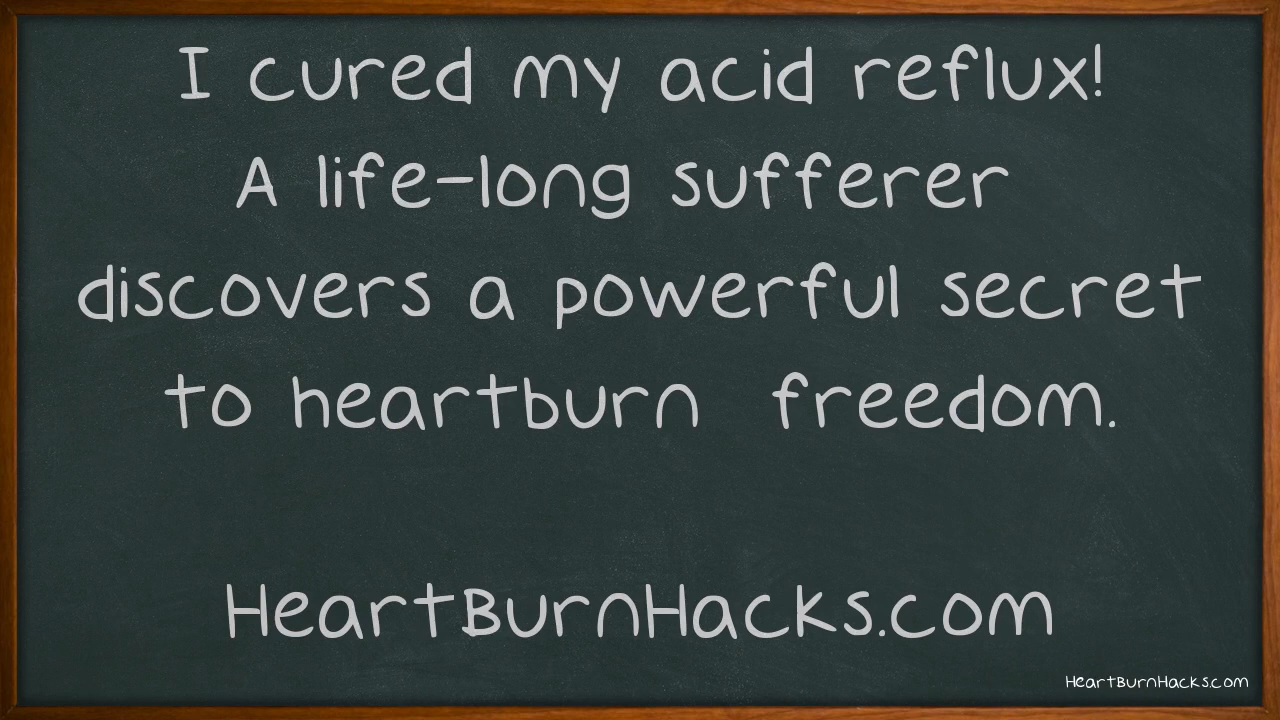 I cured my acid reflux!
A life-long sufferer
discovers a powerful secret
to heartburn freedom.
HeartBurnHacks.com
HeartBurnHacks.com